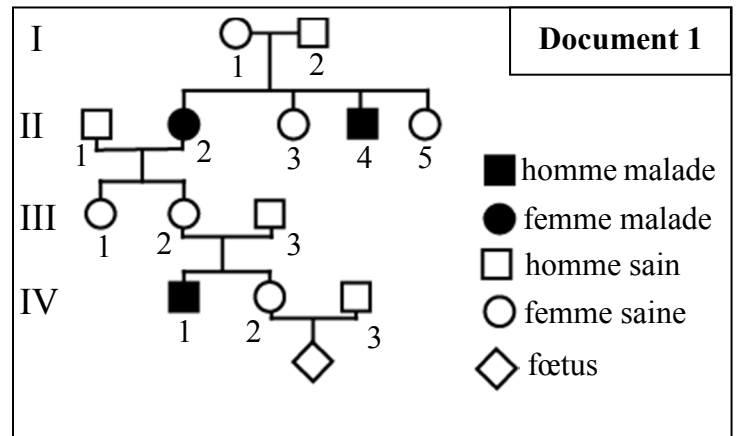 Document 1
I
1 2
II
1 2 3 4 5
III
1 2 3
IV
1 2 3
homme malade
femme malade
homme sain
femme saine
fœtus